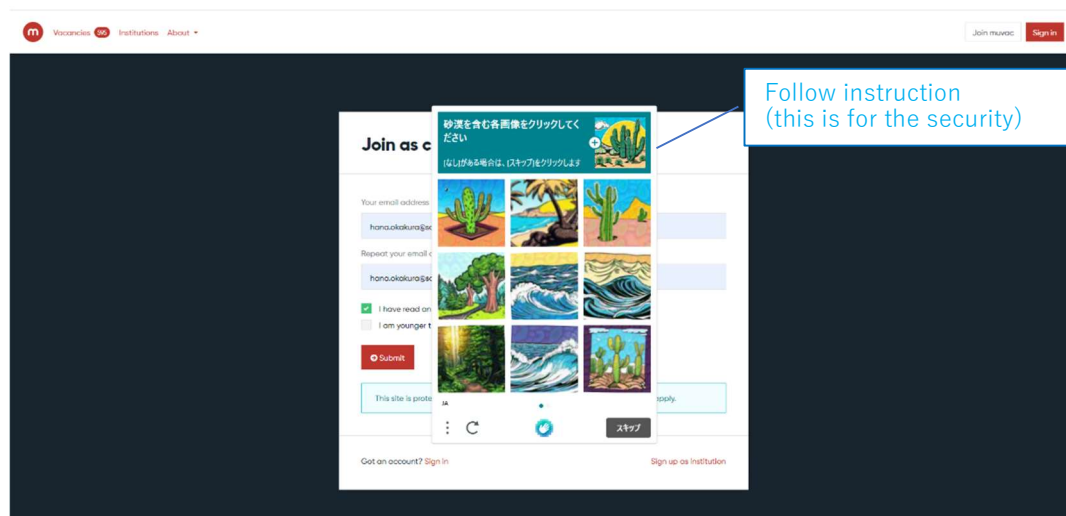 m Vacancies 595 Institutions About
Join muvac Sign in
Follow instruction
(this is for the security)
砂漠を含む各画像をクリックしてく
ださい
[なし]がある場合は、[スキップ]をクリックします
Join as c
Your email address
hana.okakura@sc
Repeat your email a
hana.okakura@sc
I have read an
I am younger t
Submit
This site is prote
apply.
JA
スキップ
Got an account? Sign in
Sign up as Institution